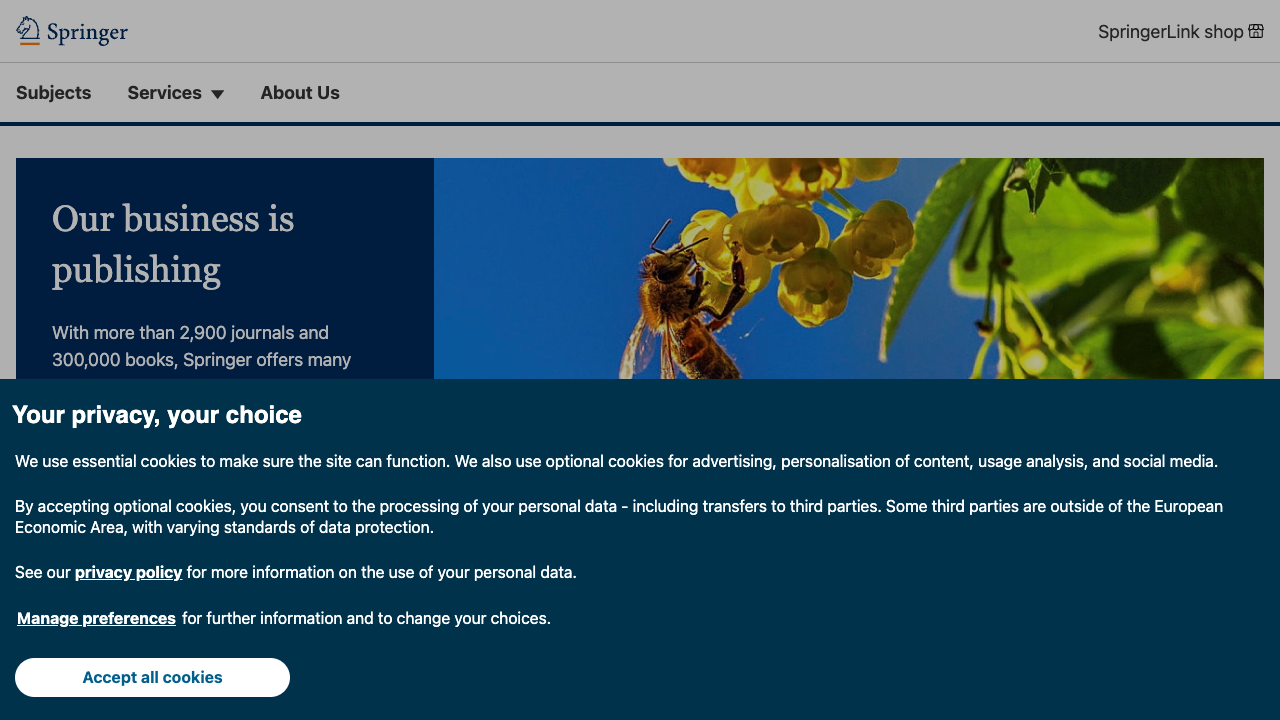 Springer
SpringerLink shop
Subjects
Services
About Us
Our business is
publishing
With more than 2,900 journals and
300,000 books, Springer offers many
Your privacy, your choice
We use essential cookies to make sure the site can function. We also use optional cookies for advertising, personalisation of content, usage analysis, and social media.
By accepting optional cookies, you consent to the processing of your personal data - including transfers to third parties. Some third parties are outside of the European
Economic Area, with varying standards of data protection.
See our privacy policy for more information on the use of your personal data.
Manage preferences for further information and to change your choices.
Accept all cookies